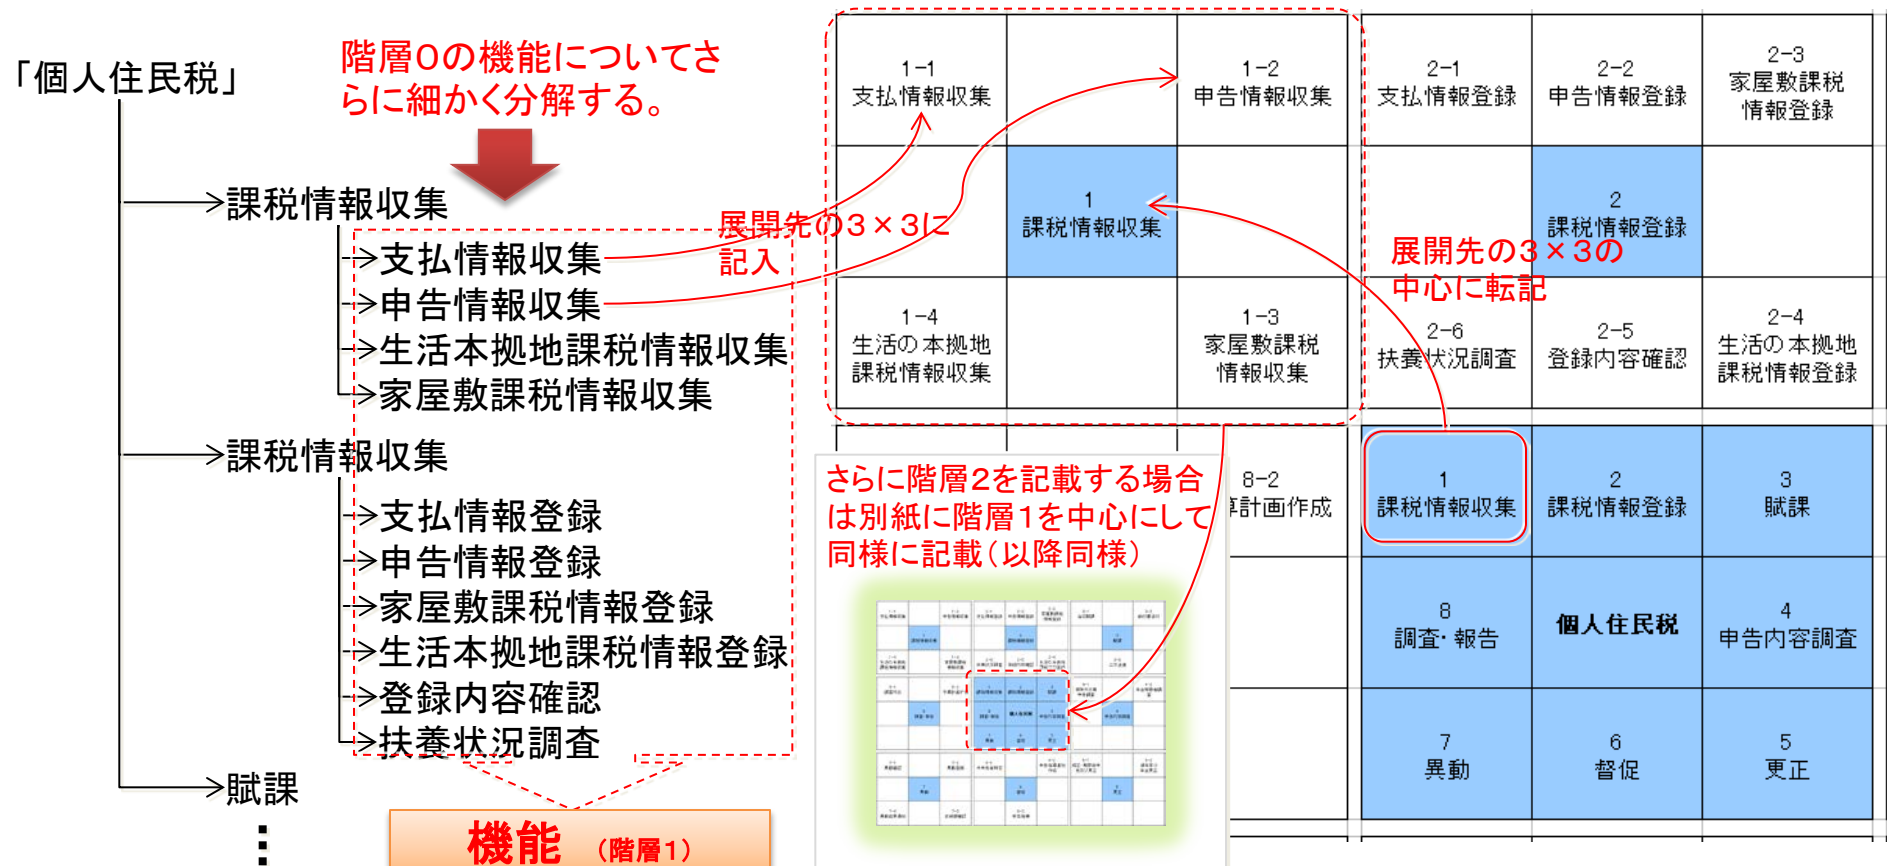 「個人住民税」
階層0の機能についてさ
らに細かく分解する。
課税情報収集
支払情報収集
申告情報収集
生活本拠地課税情報収集
家屋敷課税情報収集
課税情報収集
支払情報登録
申告情報登録
家屋敷課税情報登録
生活本拠地課税情報登録
登録内容確認
扶養状況調査
賦課
機能 (階層1)
展開先の3×3に
記入
1-1
支払情報収集
1-2
申告情報収集
1
課税情報収集
1-4
生活の本拠地
課税情報収集
1-3
家屋敷課税
情報収集
2-1
支払情報登録
2-2
申告情報登録
2-3
家屋敷課税
情報登録
2
課税情報登録
展開先の3×3の
中心に転記
2-6
扶養状況調査
2-5
登録内容確認
2-4
生活の本拠地
課税情報登録
さらに階層2を記載する場合
は別紙に階層1を中心にして
同様に記載(以降同様)
8-2
計画作成
1
課税情報収集
2
課税情報登録
3
賦課
8
調査・報告
個人住民税
4
申告内容調査
7
異動
6
督促
5
更正